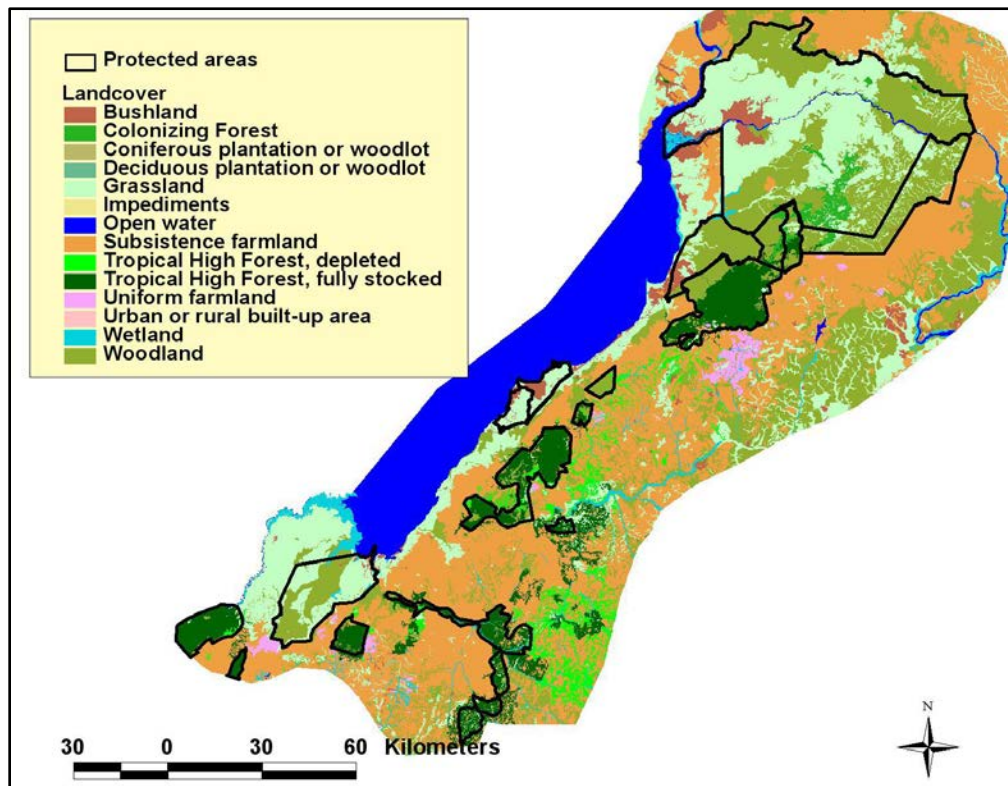 Protected areas
Landcover
Bushland
Colonizing Forest
Coniferous plantation or woodlot
Deciduous plantation or woodlot
Grassland
Impediments
Open water
Subsistence farmland
Tropical High Forest, depleted
Tropical High Forest, fully stocked
Uniform farmland
Urban or rural built-up area
Wetland
Woodland
N
30 0 30 60 Kilometers